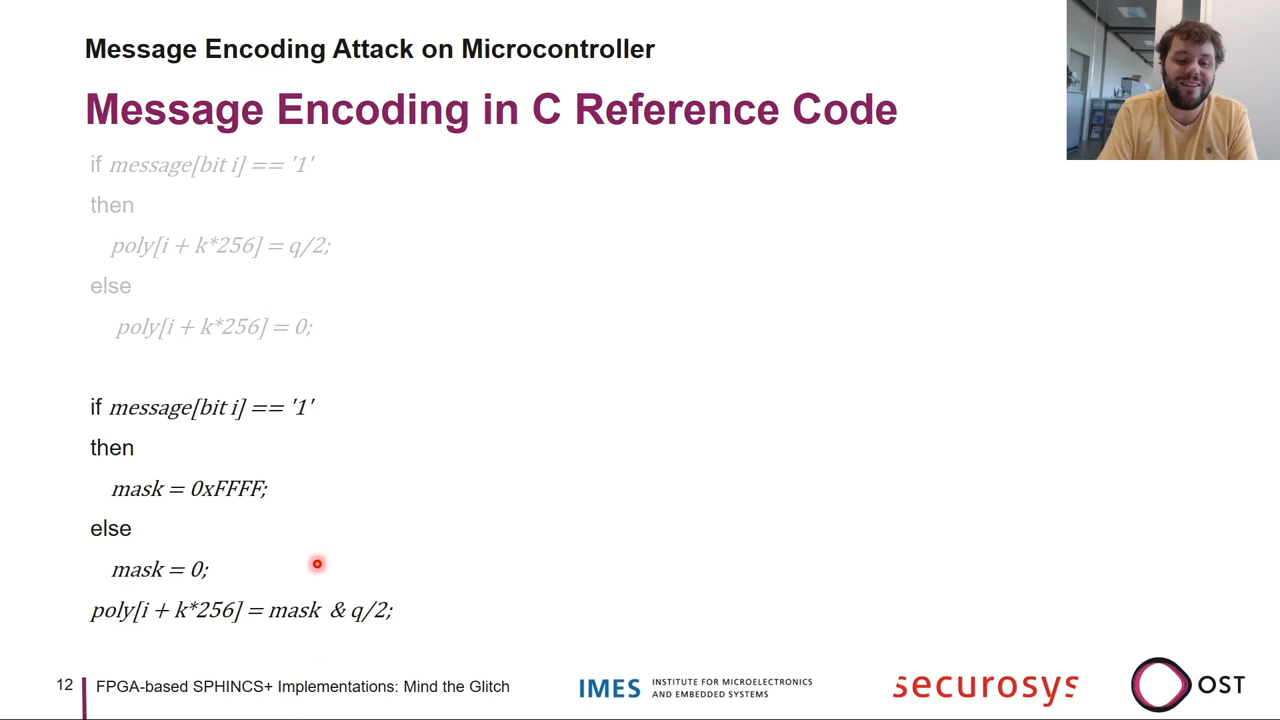 Message Encoding Attack on Microcontroller
Message Encoding in C Reference Code
if message[bit i] == '1'
then
poly[i + k*256] = q/2;
else
poly[i + k*256] = 0;
if message[bit i] == '1'
then
mask = 0xFFFF;
else
mask = 0;
poly[i + k*256] = mask & q/2;
12
FPGA-based SPHINCS+ Implementations: Mind the Glitch
IMES
INSTITUTE FOR MICROELECTRONICS
AND EMBEDDED SYSTEMS
securosys
OST